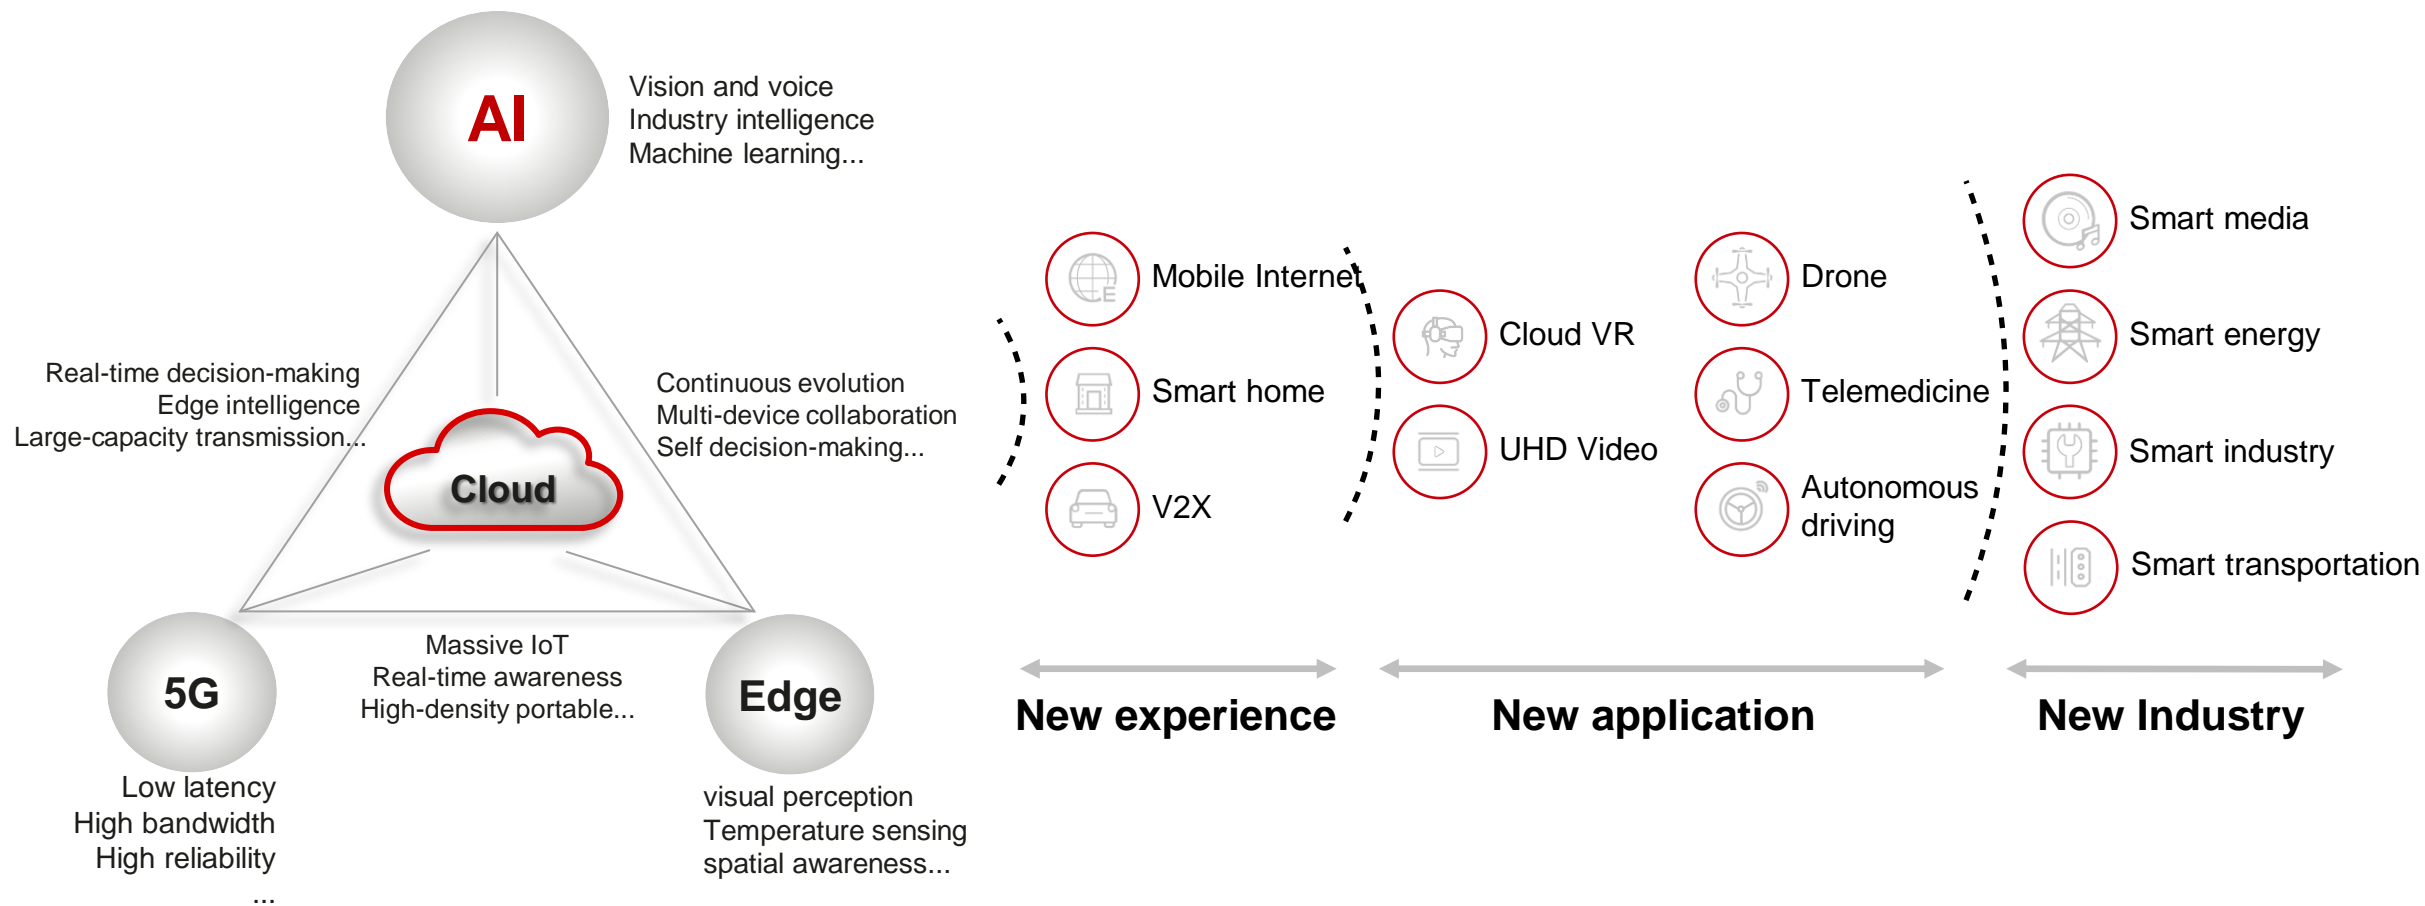 AI
Vision and voice
Industry intelligence
Machine learning...
Real-time decision-making
Edge intelligence
Large-capacity transmission...
Continuous evolution
Multi-device collaboration
Self decision-making...
Cloud
5G
Massive IoT
Real-time awareness
High-density portable...
Edge
Low latency
High bandwidth
High reliability
...
visual perception
Temperature sensing
spatial awareness...
E
Mobile Internet
Smart home
V2X
New experience
Cloud VR
UHD Video
Drone
Telemedicine
Autonomous
driving
New application
Smart media
Smart energy
Smart industry
Smart transportation
New Industry